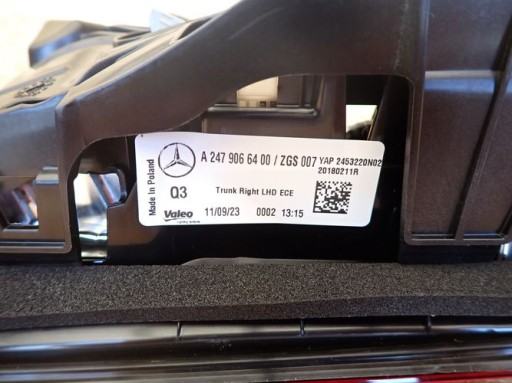 A 247 906 64 00 / ZGS 007 YAP 2453220N02
20180211R
Made in Poland
Q3 Trunk Right LHD ECE
Valeo 11/09/23 0002 13:15